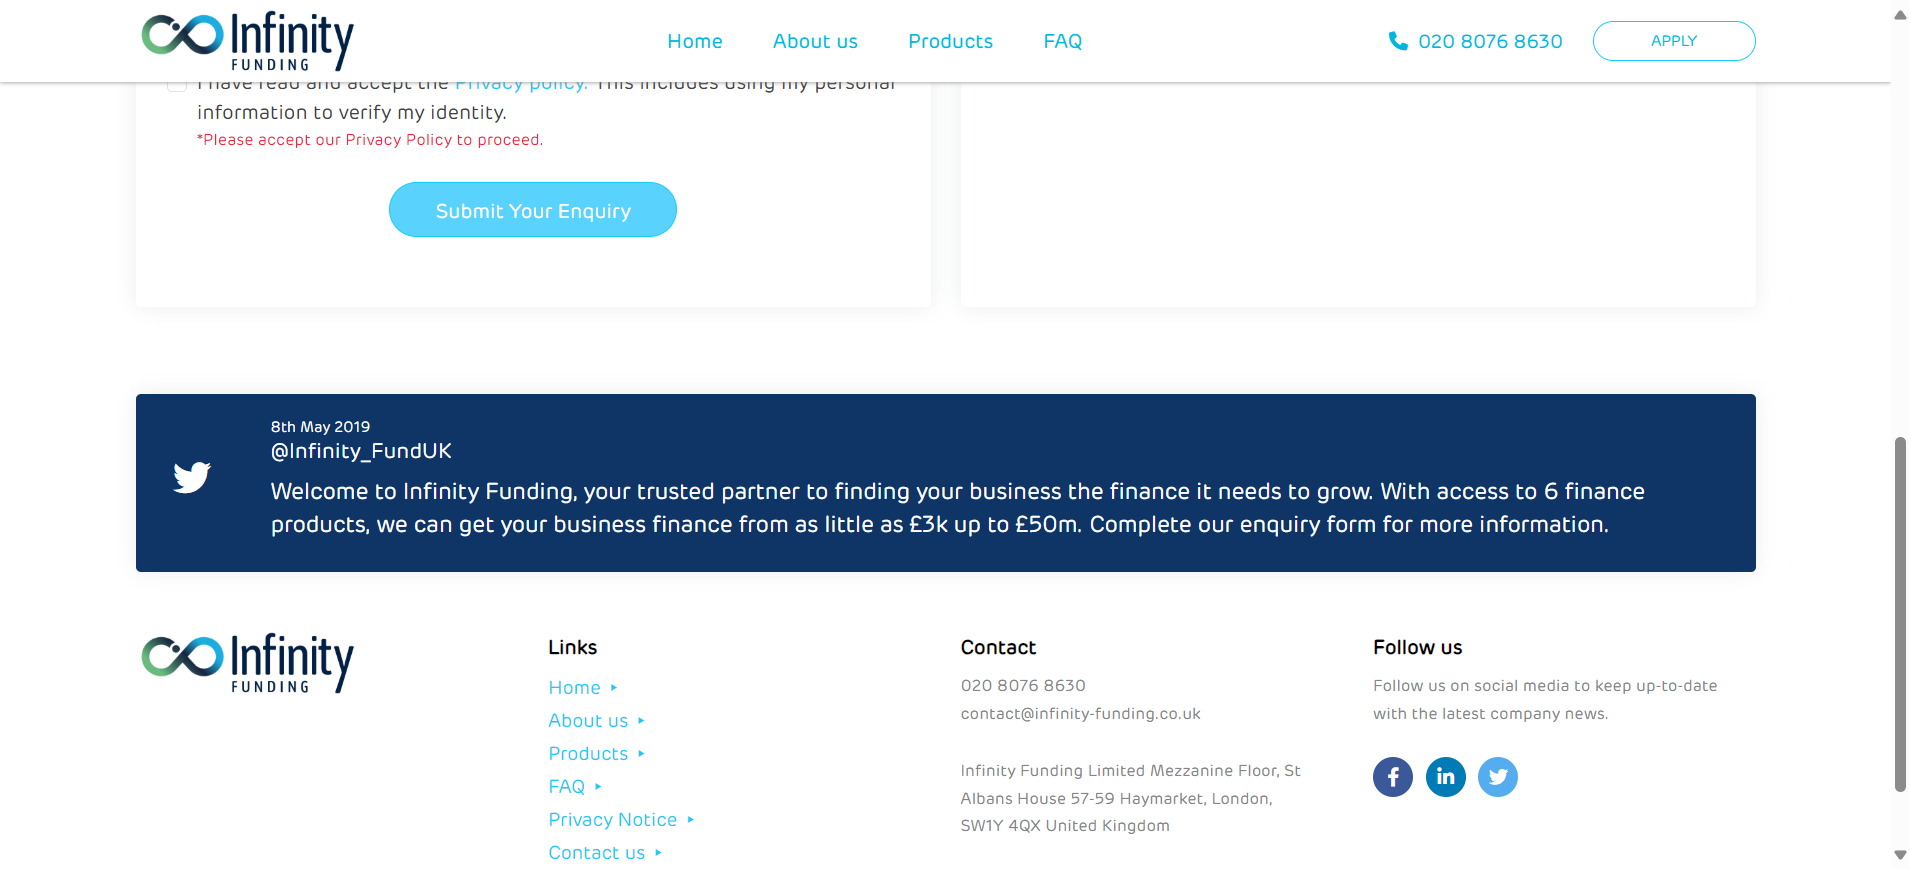 Infinity
FUNDING
Home
About us
Products
FAQ
020 8076 8630
APPLY
I have read and accept the Privacy policy. This includes using my personal
information to verify my identity.
*Please accept our Privacy Policy to proceed.
Submit Your Enquiry
8th May 2019
@Infinity_FundUK
Welcome to Infinity Funding, your trusted partner to finding your business the finance it needs to grow. With access to 6 finance
products, we can get your business finance from as little as £3k up to £50m. Complete our enquiry form for more information.
Infinity
FUNDING
Links
Home
About us
Products
FAQ
Privacy Notice
Contact us
Contact
020 8076 8630
contact@infinity-funding.co.uk
Infinity Funding Limited Mezzanine Floor, St
Albans House 57-59 Haymarket, London,
SW1Y 4QX United Kingdom
Follow us
Follow us on social media to keep up-to-date
with the latest company news.